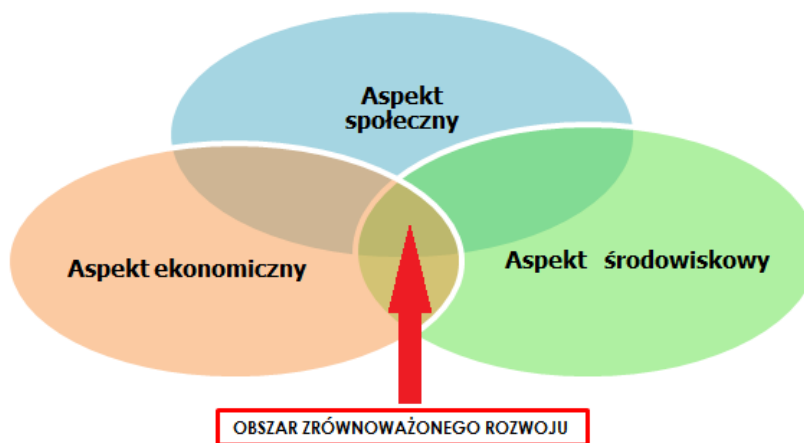 Aspekt
społeczny
Aspekt ekonomiczny
Aspekt środowiskowy
OBSZAR ZRÓWNOWAŻONEGO ROZWOJU